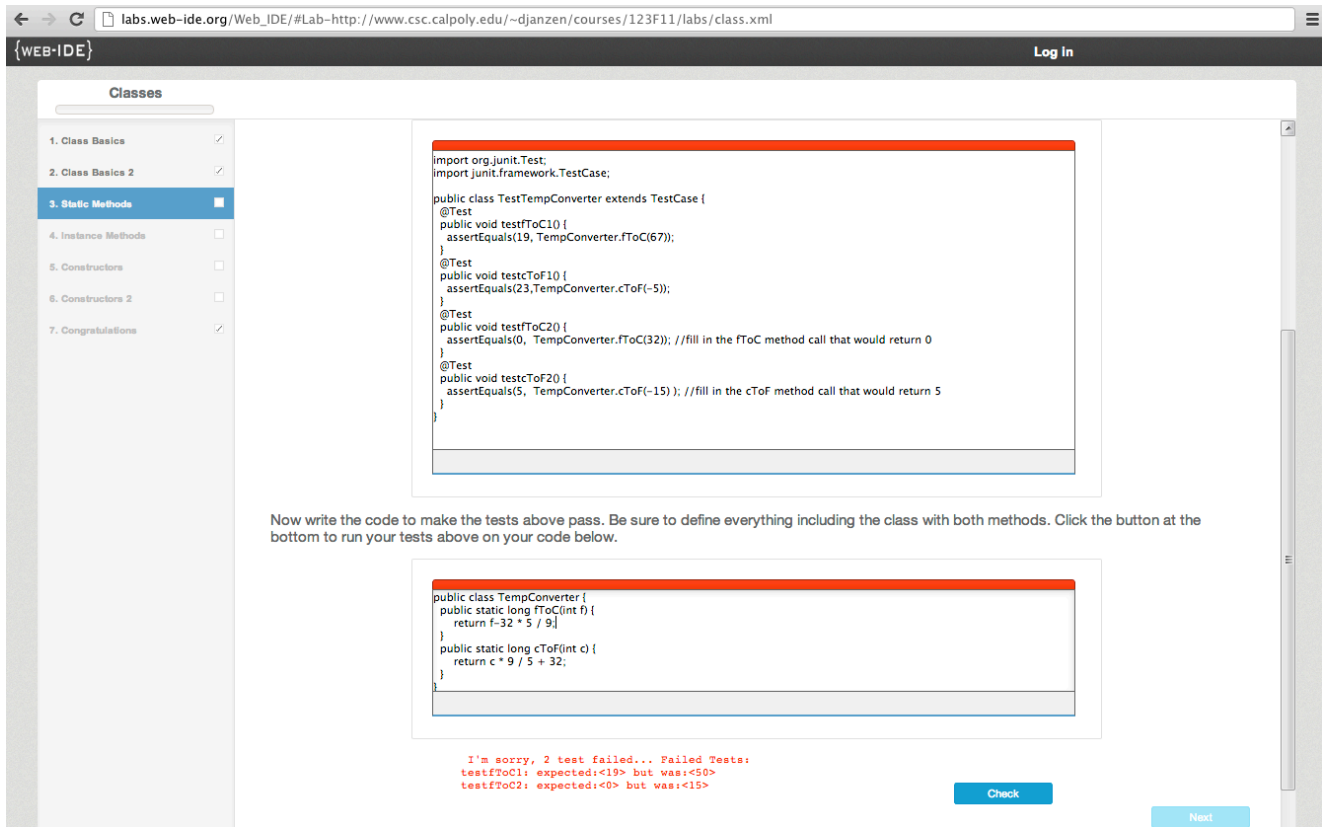 labs.web-ide.org/Web_IDE/#Lab-http://www.csc.calpoly.edu/~djanzen/courses/123F11/labs/class.xml
{WEB-IDE}
Log In
Classes
1. Class Basics
2. Class Basics 2
3. Static Methods
4. Instance Methods
5. Constructors
6. Constructors 2
7. Congratulations
import org.junit.Test;
import junit.framework.TestCase;
public class TestTempConverter extends TestCase {
@Test
public void testfToC1() {
assertEquals(19, TempConverter.fToC(67));
}
@Test
public void testcToF1() {
assertEquals(23,TempConverter.cToF(-5));
}
@Test
public void testfToC2() {
assertEquals(0,  TempConverter.fToC(32)); //fill in the fToC method call that would return 0
}
@Test
public void testcToF2() {
assertEquals(5,  TempConverter.cToF(-15) ); //fill in the cToF method call that would return 5
}
}
Now write the code to make the tests above pass. Be sure to define everything including the class with both methods. Click the button at the
bottom to run your tests above on your code below.
public class TempConverter {
public static long fToC(int f) {
return f-32 * 5 / 9;
}
public static long cToF(int c) {
return c * 9 / 5 + 32;
}
}
I'm sorry, 2 test failed... Failed Tests:
testfToC1: expected:<19> but was:<50>
testfToC2: expected:<0> but was:<15>
Check
Next